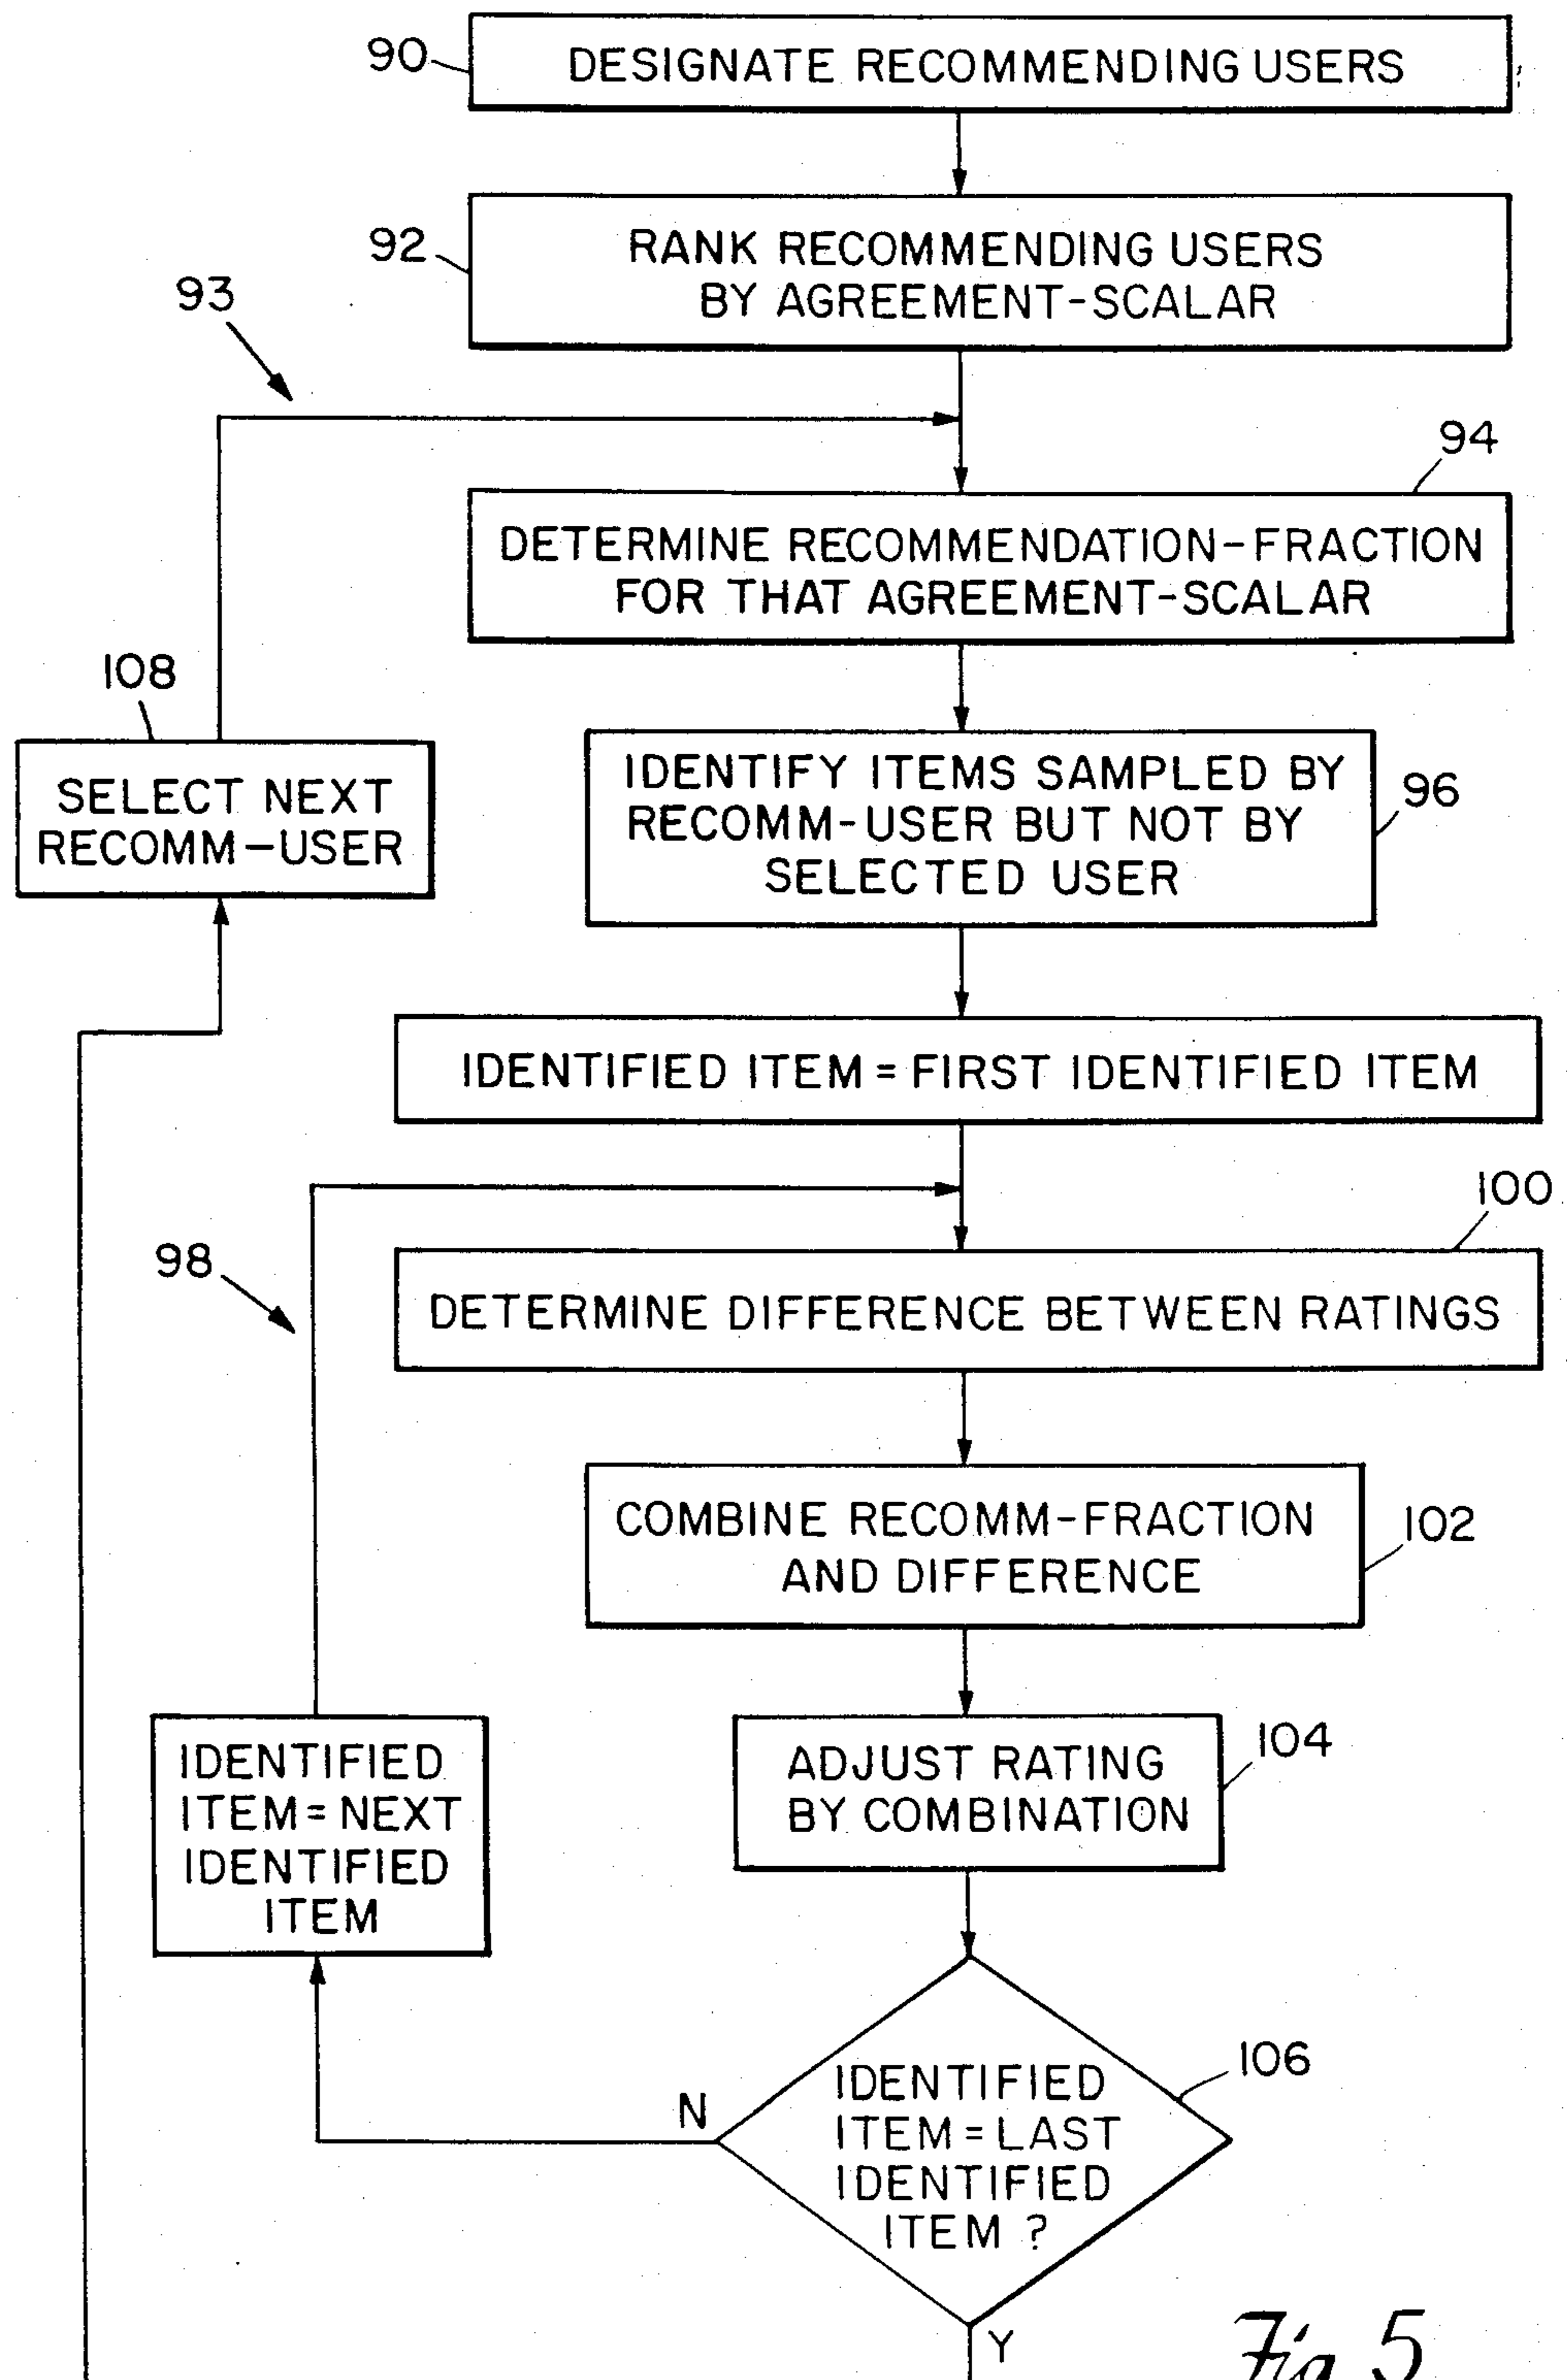 90
DESIGNATE RECOMMENDING USERS
92
RANK RECOMMENDING USERS
BY AGREEMENT-SCALAR
93
94
DETERMINE RECOMMENDATION-FRACTION
FOR THAT AGREEMENT-SCALAR
108
SELECT NEXT
RECOMM-USER
IDENTIFY ITEMS SAMPLED BY
RECOMM-USER BUT NOT BY
SELECTED USER
96
IDENTIFIED ITEM = FIRST IDENTIFIED ITEM
98
100
DETERMINE DIFFERENCE BETWEEN RATINGS
COMBINE RECOMM-FRACTION
AND DIFFERENCE
102
IDENTIFIED
ITEM = NEXT
IDENTIFIED
ITEM
ADJUST RATING
BY COMBINATION
104
106
N
IDENTIFIED
ITEM = LAST
IDENTIFIED
ITEM ?
Y
Fig. 5